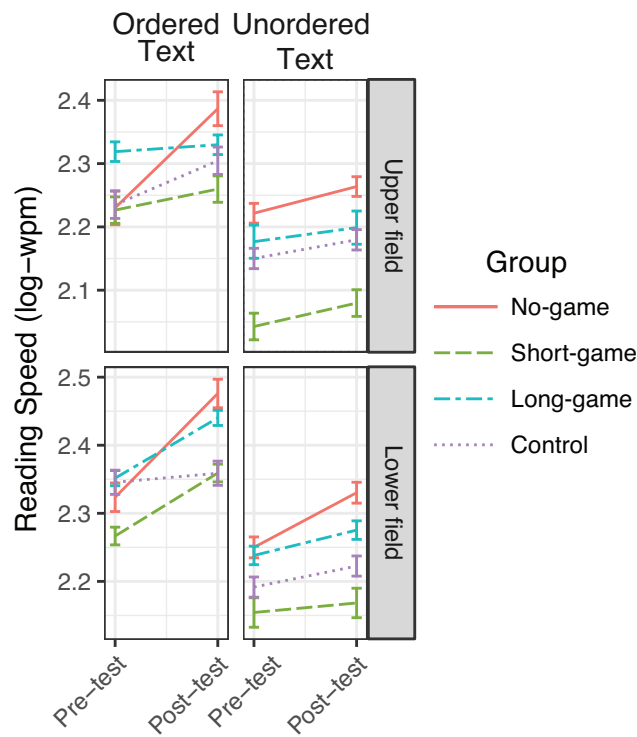 Ordered Text
Unordered Text
Reading Speed (log−wpm)
2.4
2.3
2.2
2.1
Upper field
2.5
2.4
2.3
2.2
Lower field
Pre−test
Post−test
Pre−test
Post−test
Group
No-game
Short-game
Long-game
Control